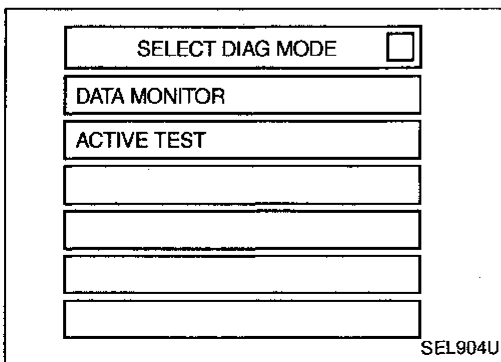 SELECT DIAG MODE
DATA MONITOR
ACTIVE TEST
SEL904U